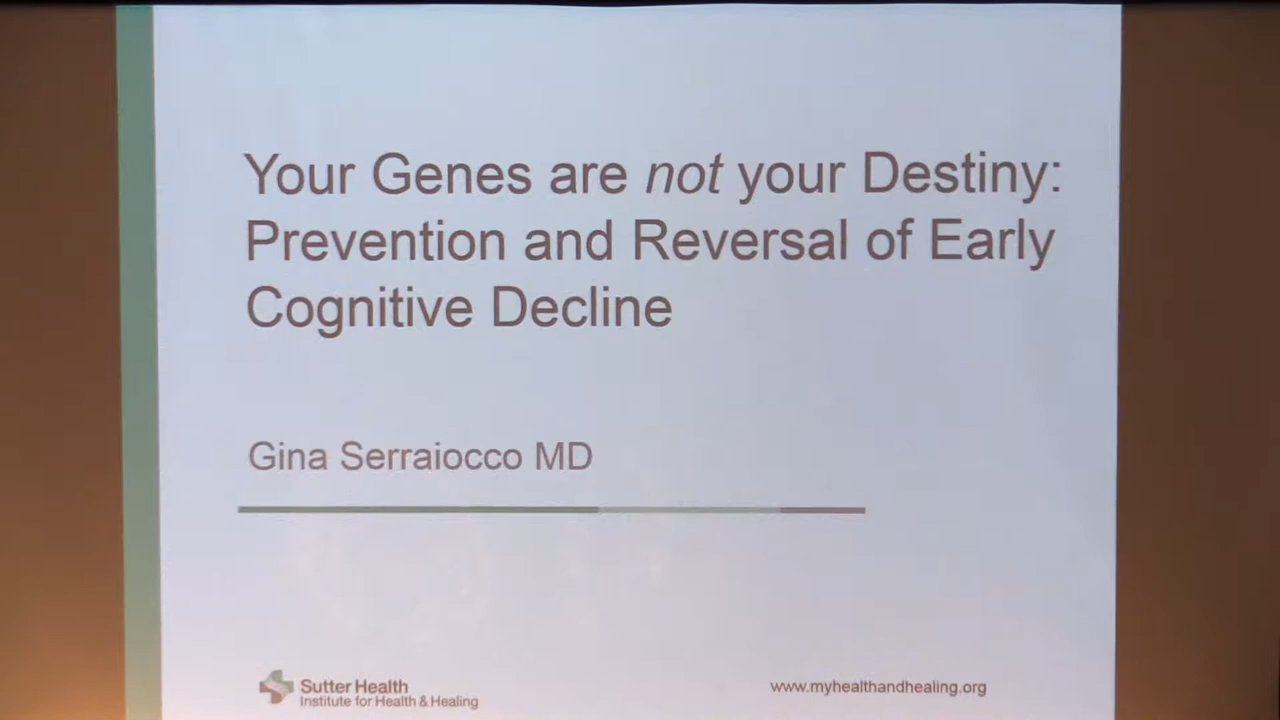 Your Genes are not your Destiny:
Prevention and Reversal of Early
Cognitive Decline
Gina Serraiocco MD
Sutter Health
Institute for Health & Healing
www.myhealthandhealing.org